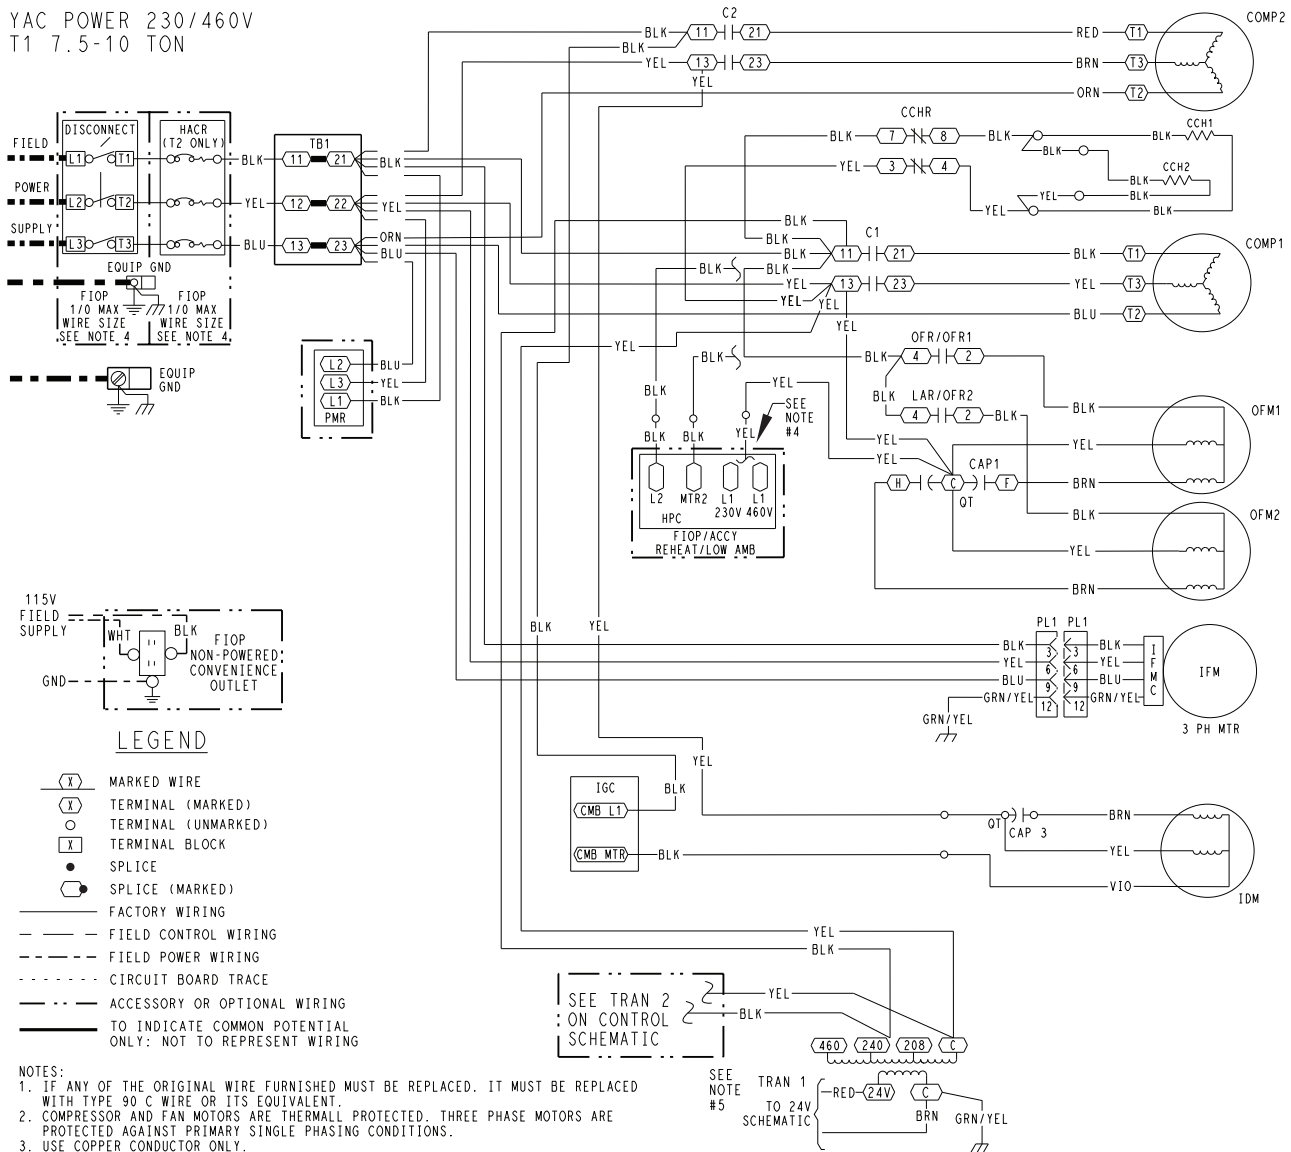 YAC POWER 230/460V
T1 7.5-10 TON
DISCONNECT
HACR
(T2 ONLY)
FIELD
POWER
SUPPLY
L1 T1
L2 T2
L3 T3
BLK
YEL
BLU
EQUIP GND
FIOP
1/0 MAX
WIRE SIZE
SEE NOTE 4
FIOP
1/0 MAX
WIRE SIZE
SEE NOTE 4
EQUIP
GND
TB1
11 21
12 22
13 23
BLK
YEL
ORN
BLU
L2 BLU
L3 YEL
L1 BLK
PMR
C2
BLK 11 21 RED T1
BLK
YEL 13 23 BRN T3
YEL
ORN T2
COMP2
CCHR
BLK 7 8 BLK
YEL 3 4
BLK
BLK CCH1
BLK CCH2
YEL BLK
YEL BLK
C1
BLK
BLK
BLK 11 21 BLK T1
BLK BLK
YEL 13 23 YEL T3
YEL YEL
YEL
BLU T2
COMP1
YEL
OFR/OFR1
BLK BLK 4 2
BLK
LAR/OFR2
4 2 BLK
BLK
YEL
SEE
NOTE
#4
BLK BLK YEL
L2 MTR2 L1 L1
230V 460V
HPC
FIOP/ACCY
REHEAT/LOW AMB
YEL
YEL
CAP1
H C F
QT
BLK
YEL
BRN
OFM1
BLK
YEL
BRN
OFM2
115V
FIELD
SUPPLY
WHT BLK
GND
FIOP
NON-POWERED
CONVENIENCE
OUTLET
BLK YEL
PL1 PL1
BLK 3 3 BLK
YEL 6 6 YEL
BLU 9 9 BLU
GRN/YEL 12 12 GRN/YEL
GRN/YEL
IFMC
IFM
3 PH MTR
LEGEND
X MARKED WIRE
X TERMINAL (MARKED)
TERMINAL (UNMARKED)
X TERMINAL BLOCK
SPLICE
SPLICE (MARKED)
FACTORY WIRING
FIELD CONTROL WIRING
FIELD POWER WIRING
CIRCUIT BOARD TRACE
ACCESSORY OR OPTIONAL WIRING
TO INDICATE COMMON POTENTIAL
ONLY: NOT TO REPRESENT WIRING
YEL
BLK
IGC
CMB L1
CMB MTR BLK
QT CAP 3
BRN
YEL
VIO
IDM
YEL
BLK
SEE TRAN 2
ON CONTROL
SCHEMATIC
YEL
BLK
460 240 208 C
SEE
NOTE
#5
TRAN 1
TO 24V
SCHEMATIC
RED 24V C
BRN
GRN/YEL
NOTES:
1. IF ANY OF THE ORIGINAL WIRE FURNISHED MUST BE REPLACED. IT MUST BE REPLACED
WITH TYPE 90 C WIRE OR ITS EQUIVALENT.
2. COMPRESSOR AND FAN MOTORS ARE THERMALL PROTECTED. THREE PHASE MOTORS ARE
PROTECTED AGAINST PRIMARY SINGLE PHASING CONDITIONS.
3. USE COPPER CONDUCTOR ONLY.